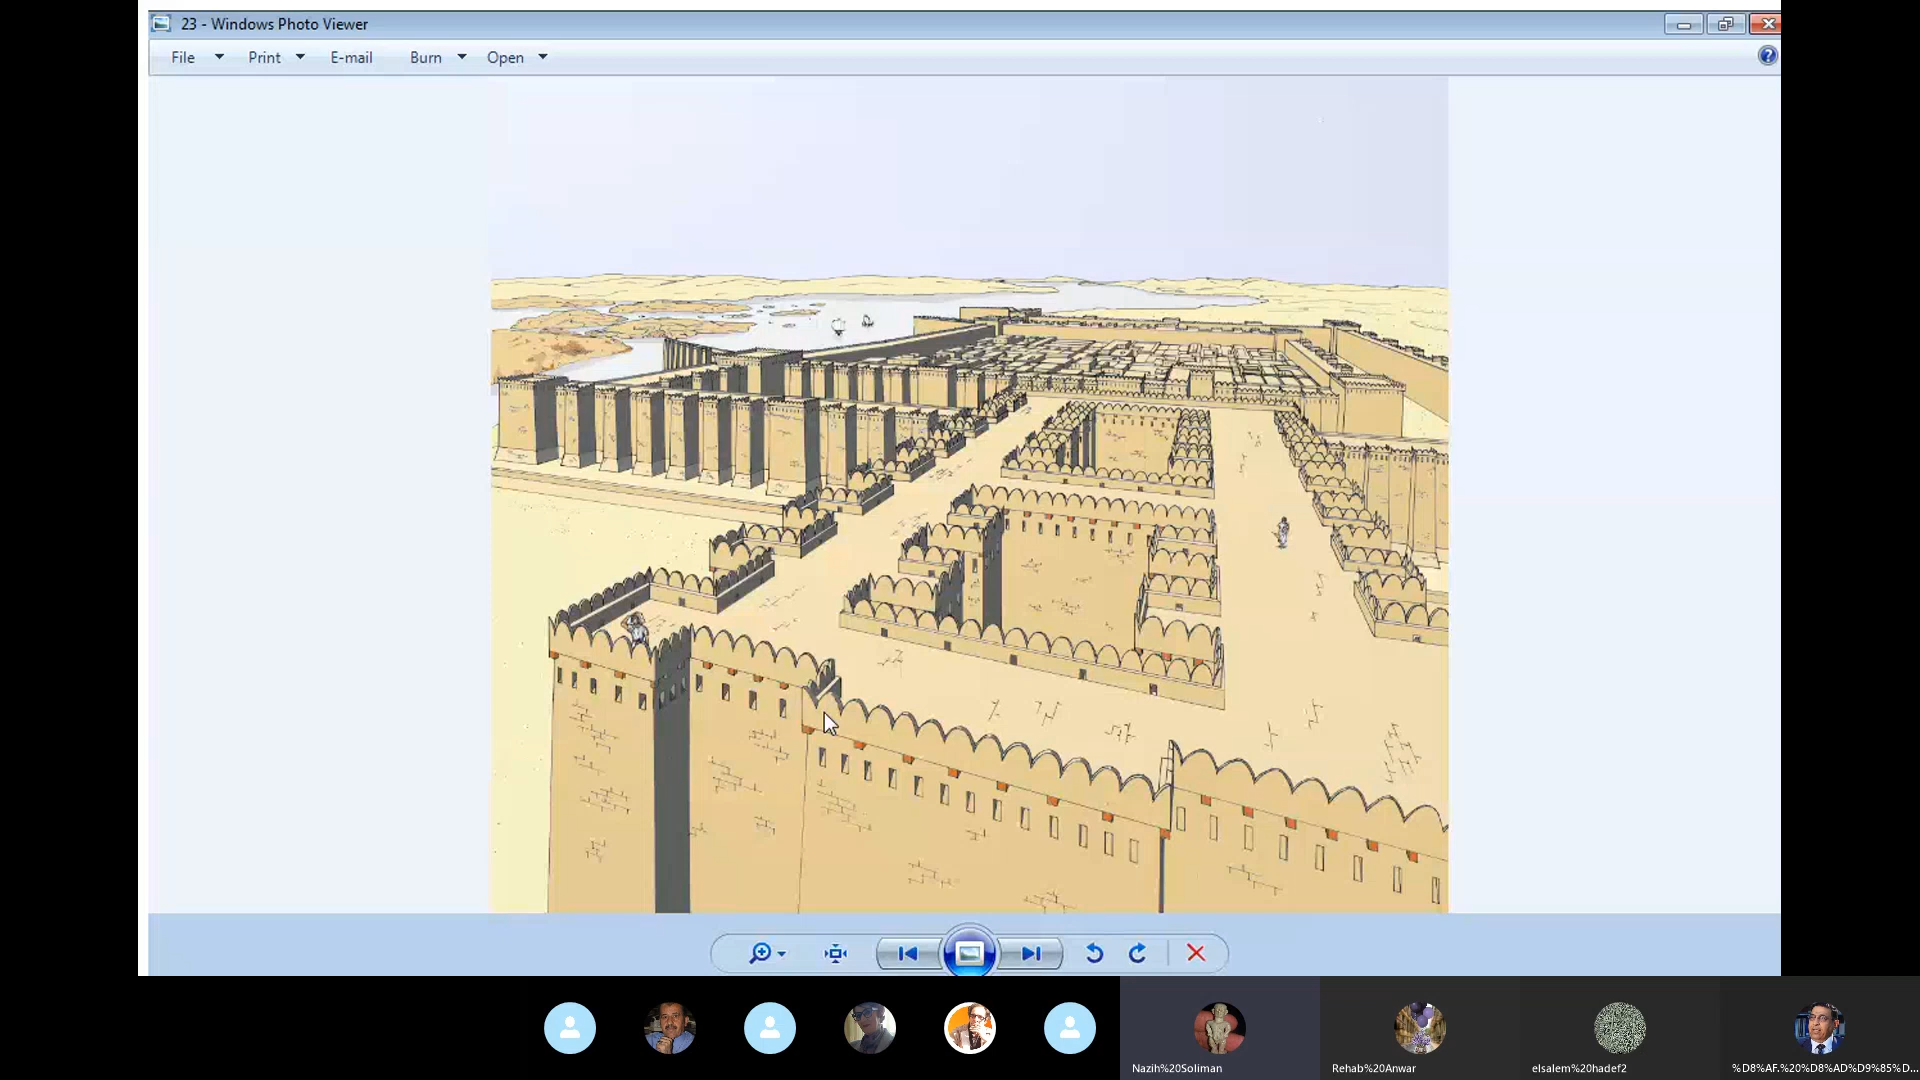 23 - Windows Photo Viewer
File Print E-mail Burn Open
Nazih%20Soliman Rehab%20Anwar elsalem%20hadef2 %D8%AF.%20%D8%AD%D9%85%D...